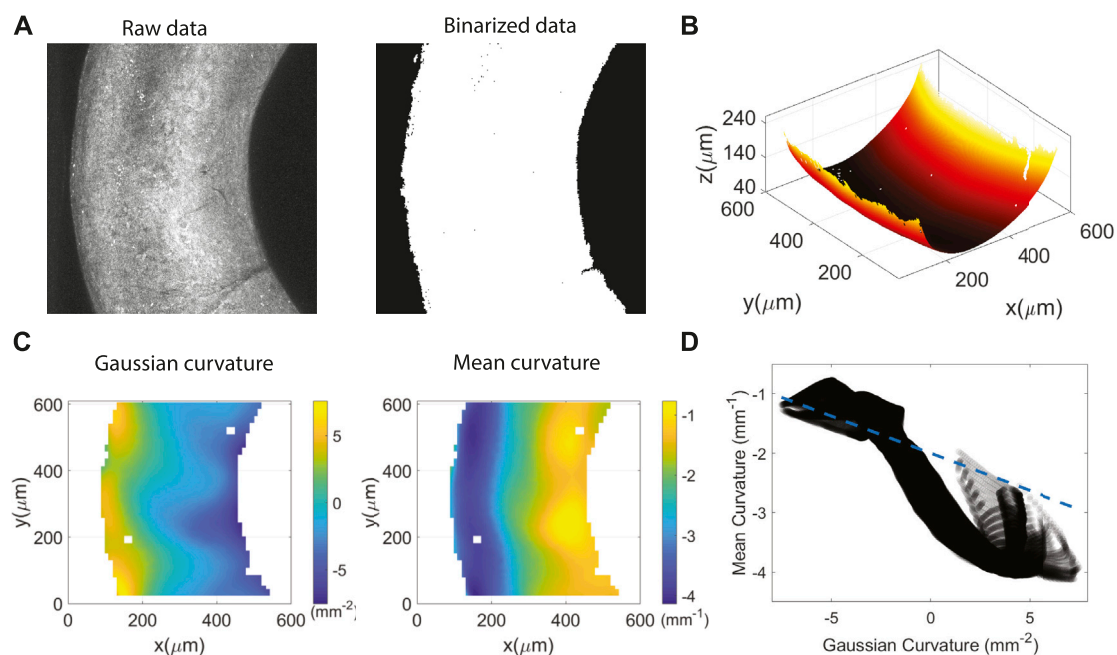 A
Raw data
Binarized data
B
240
140
40
z(μm)
600
400
200
y(μm)
200
400
600
x(μm)
C
Gaussian curvature
600
400
200
0
y(μm)
0
200
400
600
x(μm)
5
0
-5
(mm-2)
Mean curvature
600
400
200
0
y(μm)
0
200
400
600
x(μm)
-1
-2
-3
-4
(mm-1)
D
-1
-2
-3
-4
Mean Curvature (mm-1)
-5
0
5
Gaussian Curvature (mm-2)